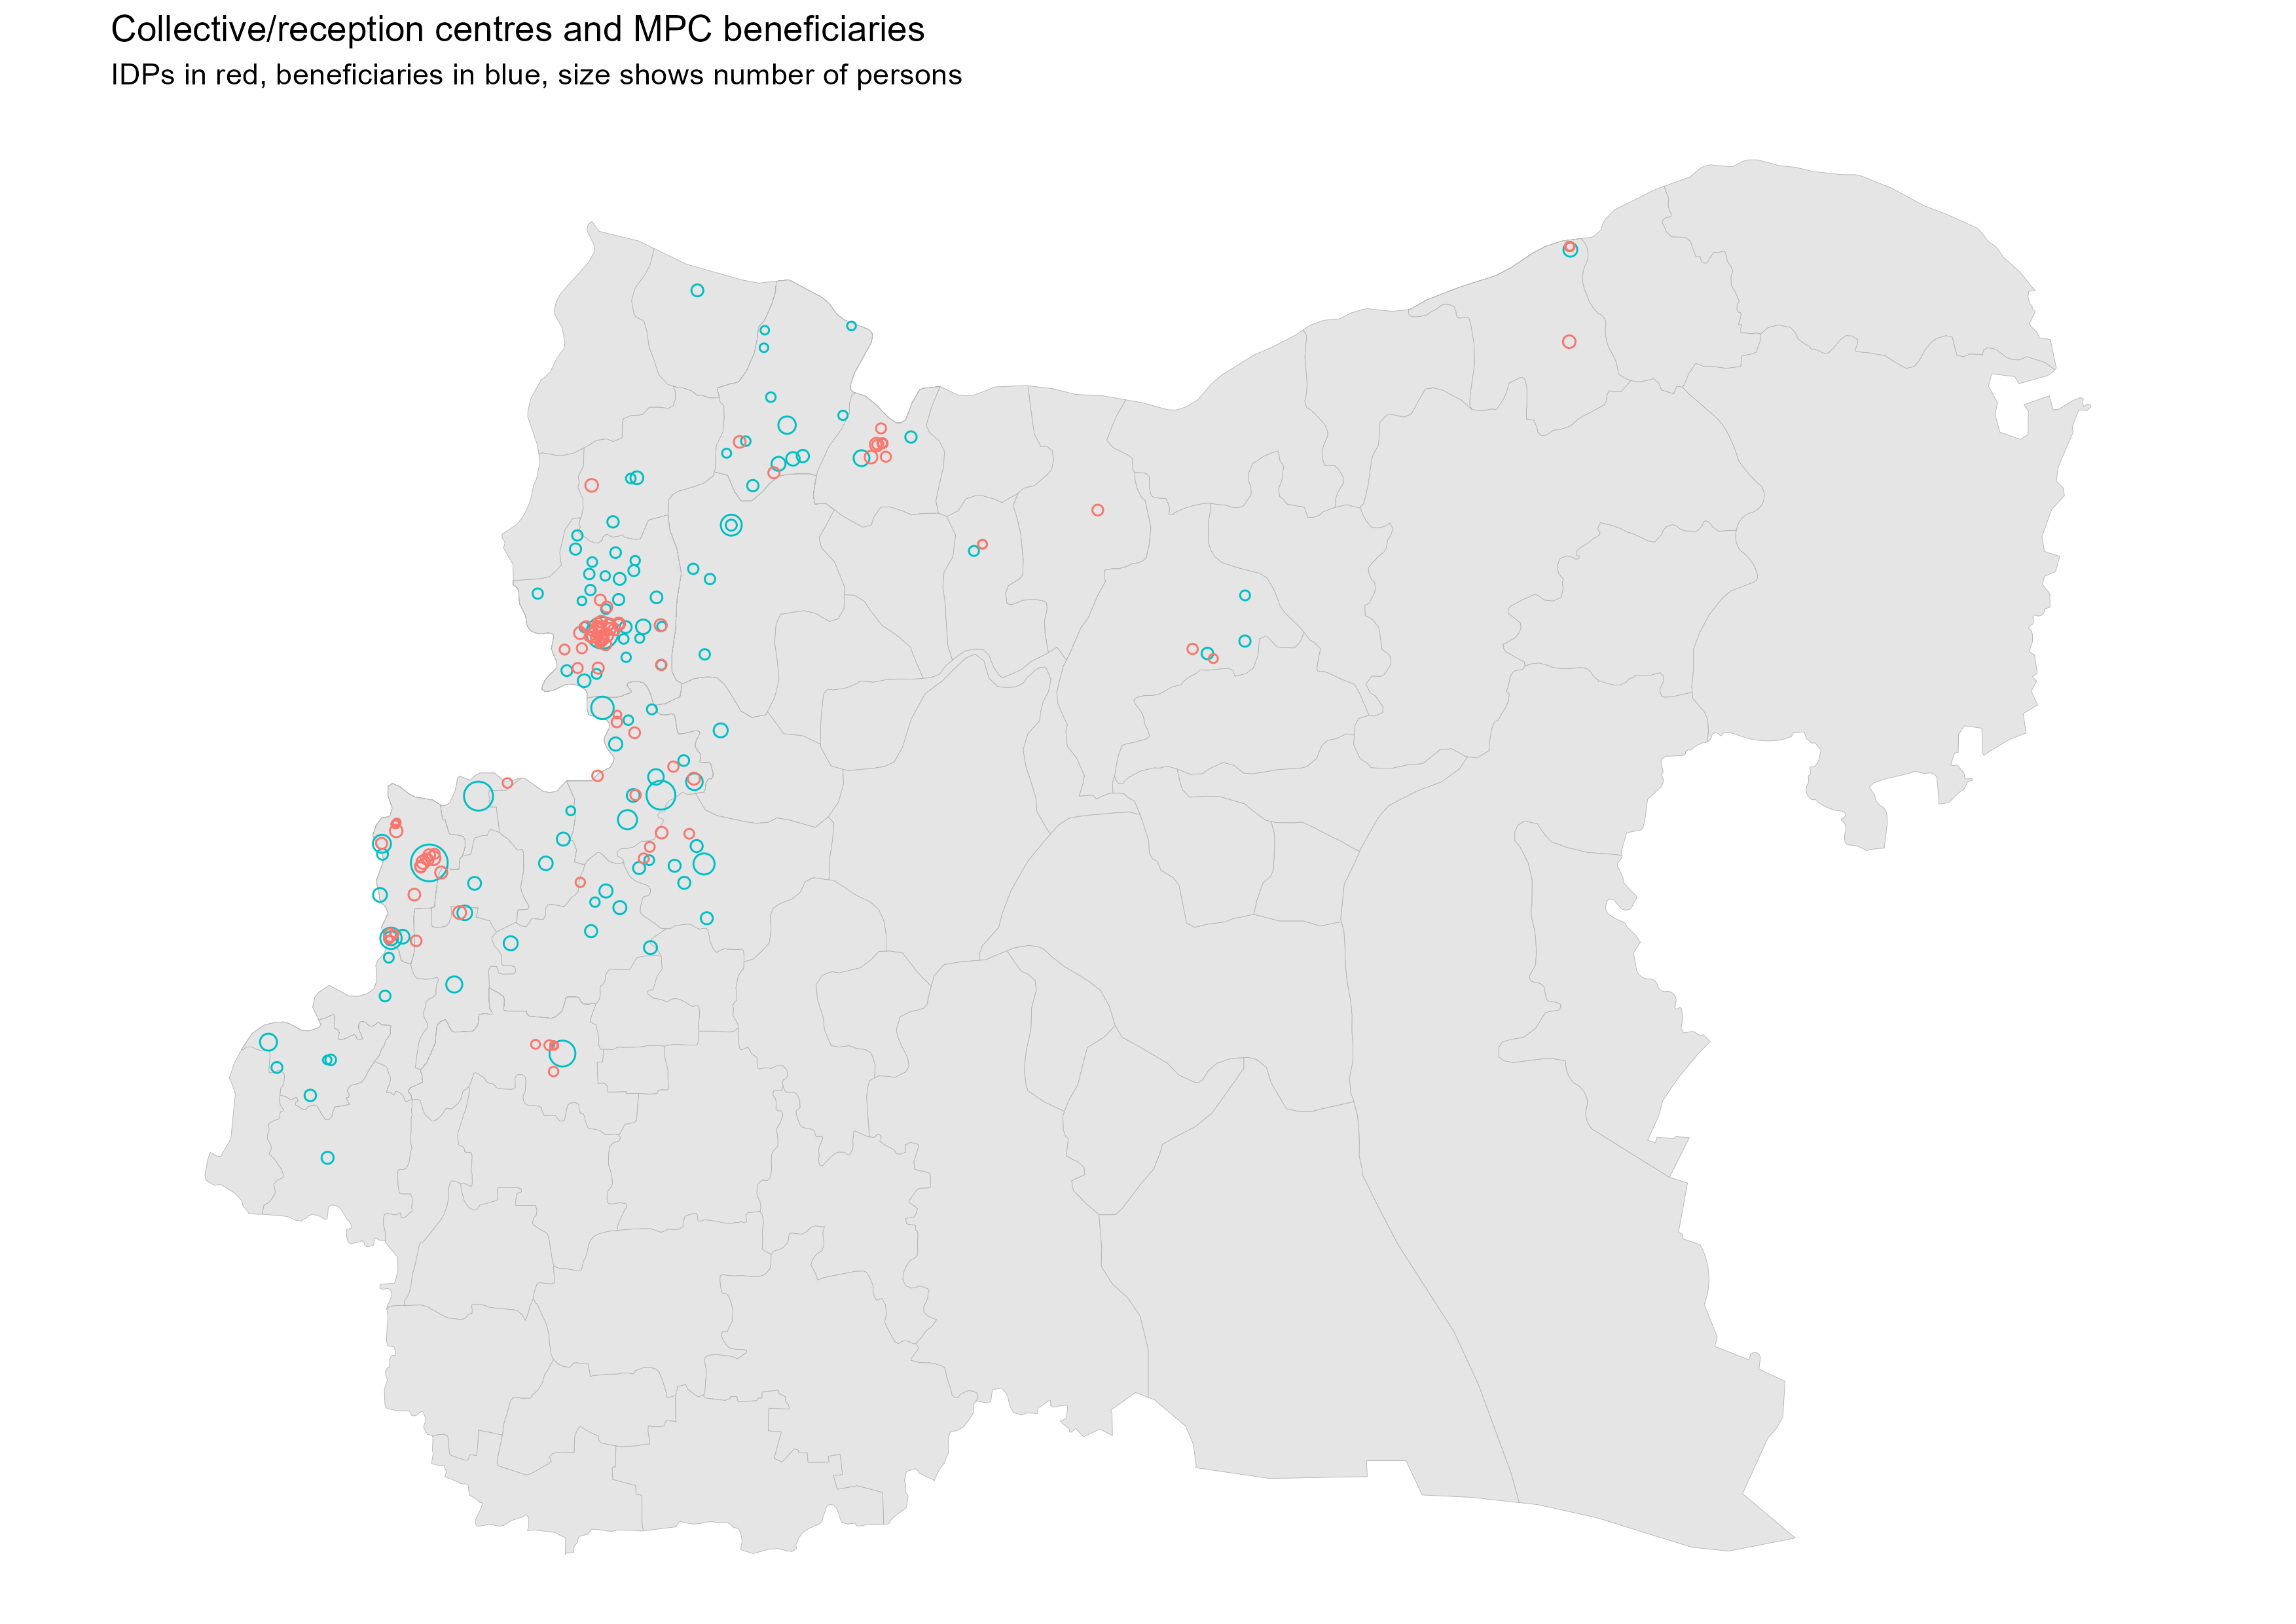 Collective/reception centres and MPC beneficiaries
IDPs in red, beneficiaries in blue, size shows number of persons